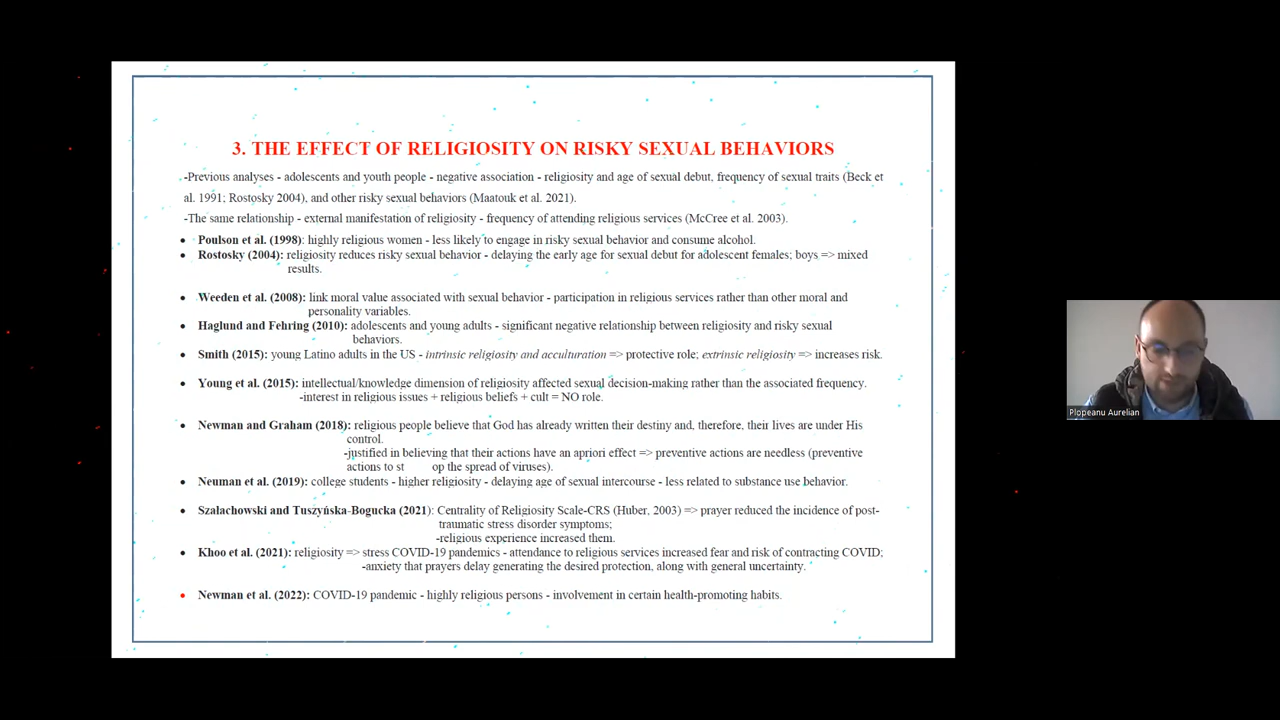 3. THE EFFECT OF RELIGIOSITY ON RISKY SEXUAL BEHAVIORS
-Previous analyses - adolescents and youth people - negative association - religiosity and age of sexual debut, frequency of sexual traits (Beck et
al. 1991; Rostosky 2004), and other risky sexual behaviors (Maatouk et al. 2021).
-The same relationship - external manifestation of religiosity - frequency of attending religious services (McCree et al. 2003).
• Poulson et al. (1998): highly religious women - less likely to engage in risky sexual behavior and consume alcohol.
• Rostosky (2004): religiosity reduces risky sexual behavior - delaying the early age for sexual debut for adolescent females; boys => mixed
results.
• Weeden et al. (2008): link moral value associated with sexual behavior - participation in religious services rather than other moral and
personality variables.
• Haglund and Fehring (2010): adolescents and young adults - significant negative relationship between religiosity and risky sexual
behaviors.
• Smith (2015): young Latino adults in the US - intrinsic religiosity and acculturation => protective role; extrinsic religiosity => increases risk.
• Young et al. (2015): intellectual/knowledge dimension of religiosity affected sexual decision-making rather than the associated frequency.
-interest in religious issues + religious beliefs + cult = NO role.
• Newman and Graham (2018): religious people believe that God has already written their destiny and, therefore, their lives are under His
control.
-justified in believing that their actions have an apriori effect => preventive actions are needless (preventive
actions to st op the spread of viruses).
• Neuman et al. (2019): college students - higher religiosity - delaying age of sexual intercourse - less related to substance use behavior.
• Szałachowski and Tuszyńska-Bogucka (2021): Centrality of Religiosity Scale-CRS (Huber, 2003) => prayer reduced the incidence of post-
traumatic stress disorder symptoms;
-religious experience increased them.
• Khoo et al. (2021): religiosity => stress COVID-19 pandemics - attendance to religious services increased fear and risk of contracting COVID;
-anxiety that prayers delay generating the desired protection, along with general uncertainty.
• Newman et al. (2022): COVID-19 pandemic - highly religious persons - involvement in certain health-promoting habits.
Plopeanu Aurelian